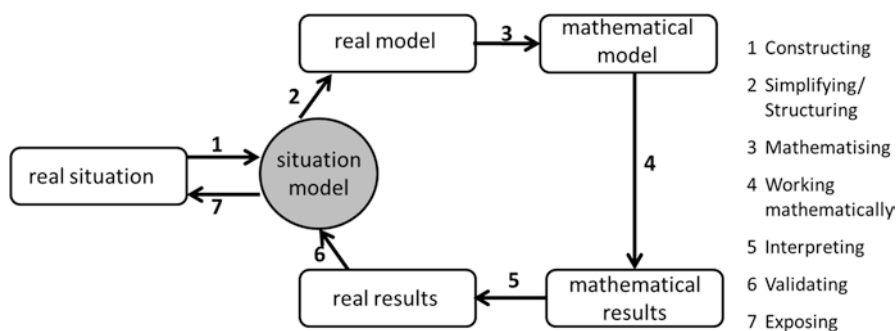 real model
3
mathematical
model
2
1
situation
model
real situation
7
4
6
real results
5
mathematical
results
1 Constructing
2 Simplifying/
Structuring
3 Mathematising
4 Working
mathematically
5 Interpreting
6 Validating
7 Exposing